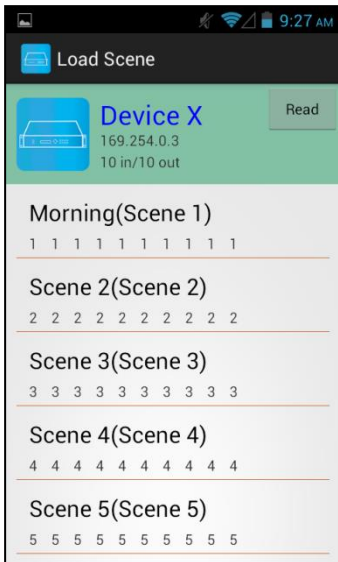 9:27 AM
Load Scene
Device X
Read
169.254.0.3
10 in/10 out
Morning(Scene 1)
1 1 1 1 1 1 1 1 1 1
Scene 2(Scene 2)
2 2 2 2 2 2 2 2 2 2
Scene 3(Scene 3)
3 3 3 3 3 3 3 3 3 3
Scene 4(Scene 4)
4 4 4 4 4 4 4 4 4 4
Scene 5(Scene 5)
5 5 5 5 5 5 5 5 5 5